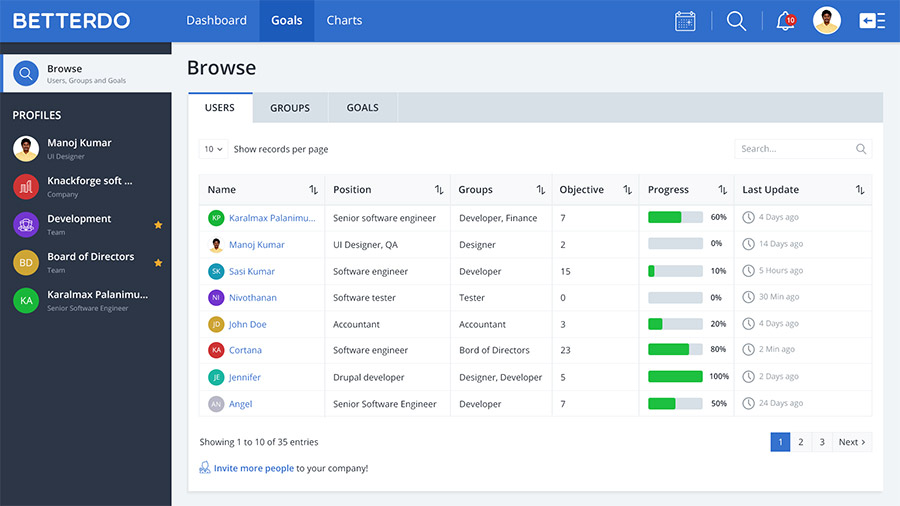 BETTERDO
Dashboard
Goals
Charts
10
Browse
Users, Groups and Goals
PROFILES
Manoj Kumar
UI Designer
Knackforge soft ...
Company
Development
Team
BD
Board of Directors
Team
KA
Karalmax Palanimu...
Senior Software Engineer
Browse
USERS
GROUPS
GOALS
10 Show records per page
Search...
Name Position Groups Objective Progress Last Update
KP Karalmax Palanimu... Senior software engineer Developer, Finance 7 60% 4 Days ago
Manoj Kumar UI Designer, QA Designer 2 0% 14 Days ago
SK Sasi Kumar Software engineer Developer 15 10% 5 Hours ago
NI Nivothanan Software tester Tester 0 0% 30 Min ago
JD John Doe Accountant Accountant 3 20% 4 Days ago
KA Cortana Software engineer Bord of Directors 23 80% 2 Min ago
JE Jennifer Drupal developer Designer, Developer 5 100% 2 Days ago
AN Angel Senior Software Engineer Developer 7 50% 24 Days ago
Showing 1 to 10 of 35 entries
1 2 3 Next ›
Invite more people to your company!